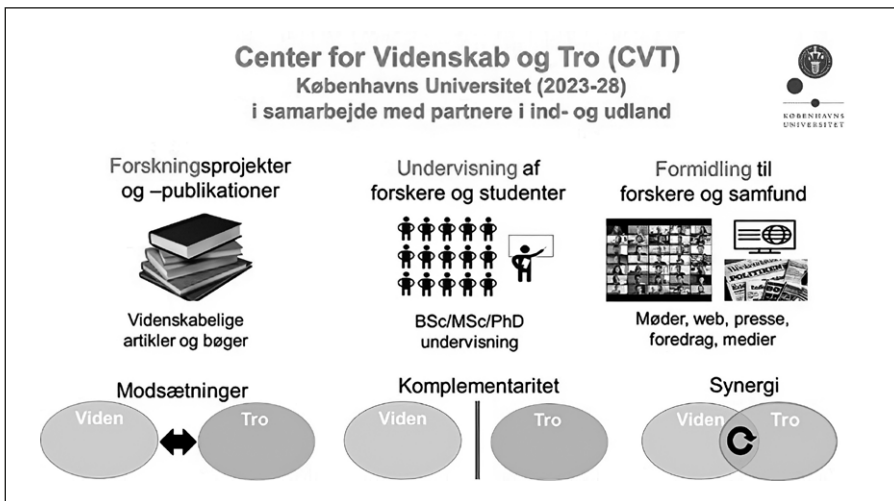 Center for Videnskab og Tro (CVT)
Københavns Universitet (2023-28)
i samarbejde med partnere i ind- og udland
KØBENHAVNS
UNIVERSITET
Forskningsprojekter
og –publikationer
Videnskabelige
artikler og bøger
Undervisning af
forskere og studenter
BSc/MSc/PhD
undervisning
Formidling til
forskere og samfund
POLITIKEN
Møder, web, presse,
foredrag, medier
Modsætninger
Viden
Tro
Komplementaritet
Viden
Tro
Synergi
Viden
Tro